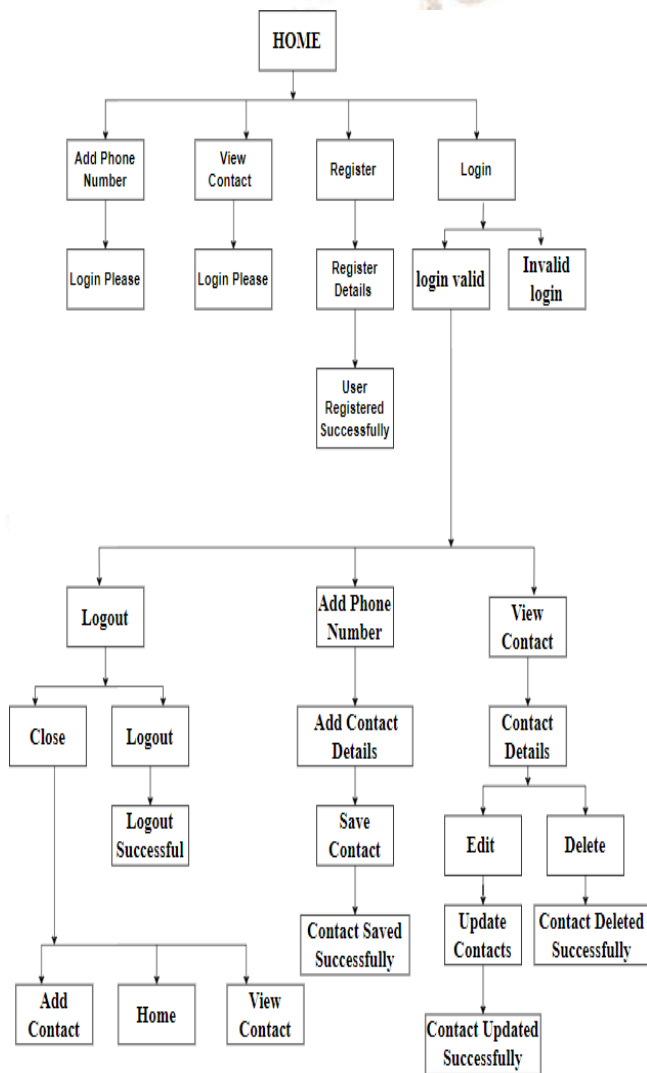 HOME
Add Phone
Number
View
Contact
Register
Login
Login Please
Login Please
Register
Details
login valid
Invalid
login
User
Registered
Successfully
Logout
Add Phone
Number
View
Contact
Close
Logout
Add Contact
Details
Contact
Details
Logout
Successful
Save
Contact
Edit
Delete
Contact Saved
Successfully
Update
Contacts
Contact Deleted
Successfully
Add
Contact
Home
View
Contact
Contact Updated
Successfully